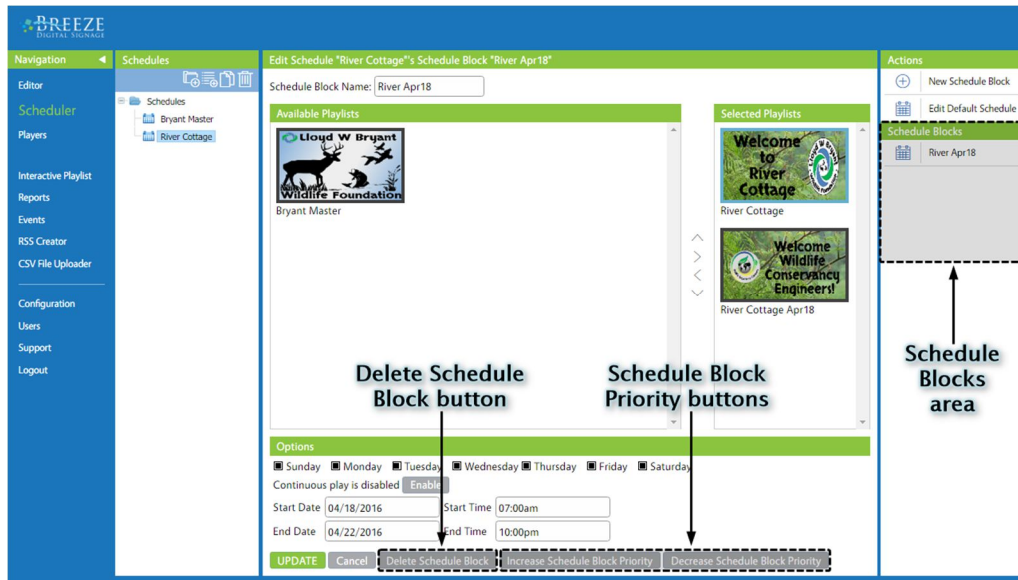 BREEZE
DIGITAL SIGNAGE
Navigation
Editor
Scheduler
Players
Interactive Playlist
Reports
Events
RSS Creator
CSV File Uploader
Configuration
Users
Support
Logout
Schedules
Schedules
Bryant Master
River Cottage
Edit Schedule "River Cottage"'s Schedule Block "River Apr18"
Schedule Block Name: River Apr18
Available Playlists
Lloyd W Bryant
Wildlife Foundation
Bryant Master
Selected Playlists
Welcome
to
River
Cottage
River Cottage
Welcome
Wildlife
Conservancy
Engineers!
River Cottage Apr18
Delete Schedule
Block button
Schedule Block
Priority buttons
Options
Sunday Monday Tuesday Wednesday Thursday Friday Saturday
Continuous play is disabled Enable
Start Date 04/18/2016 Start Time 07:00am
End Date 04/22/2016 End Time 10:00pm
UPDATE Cancel Delete Schedule Block Increase Schedule Block Priority Decrease Schedule Block Priority
Actions
New Schedule Block
Edit Default Schedule
Schedule Blocks
River Apr18
Schedule
Blocks
area